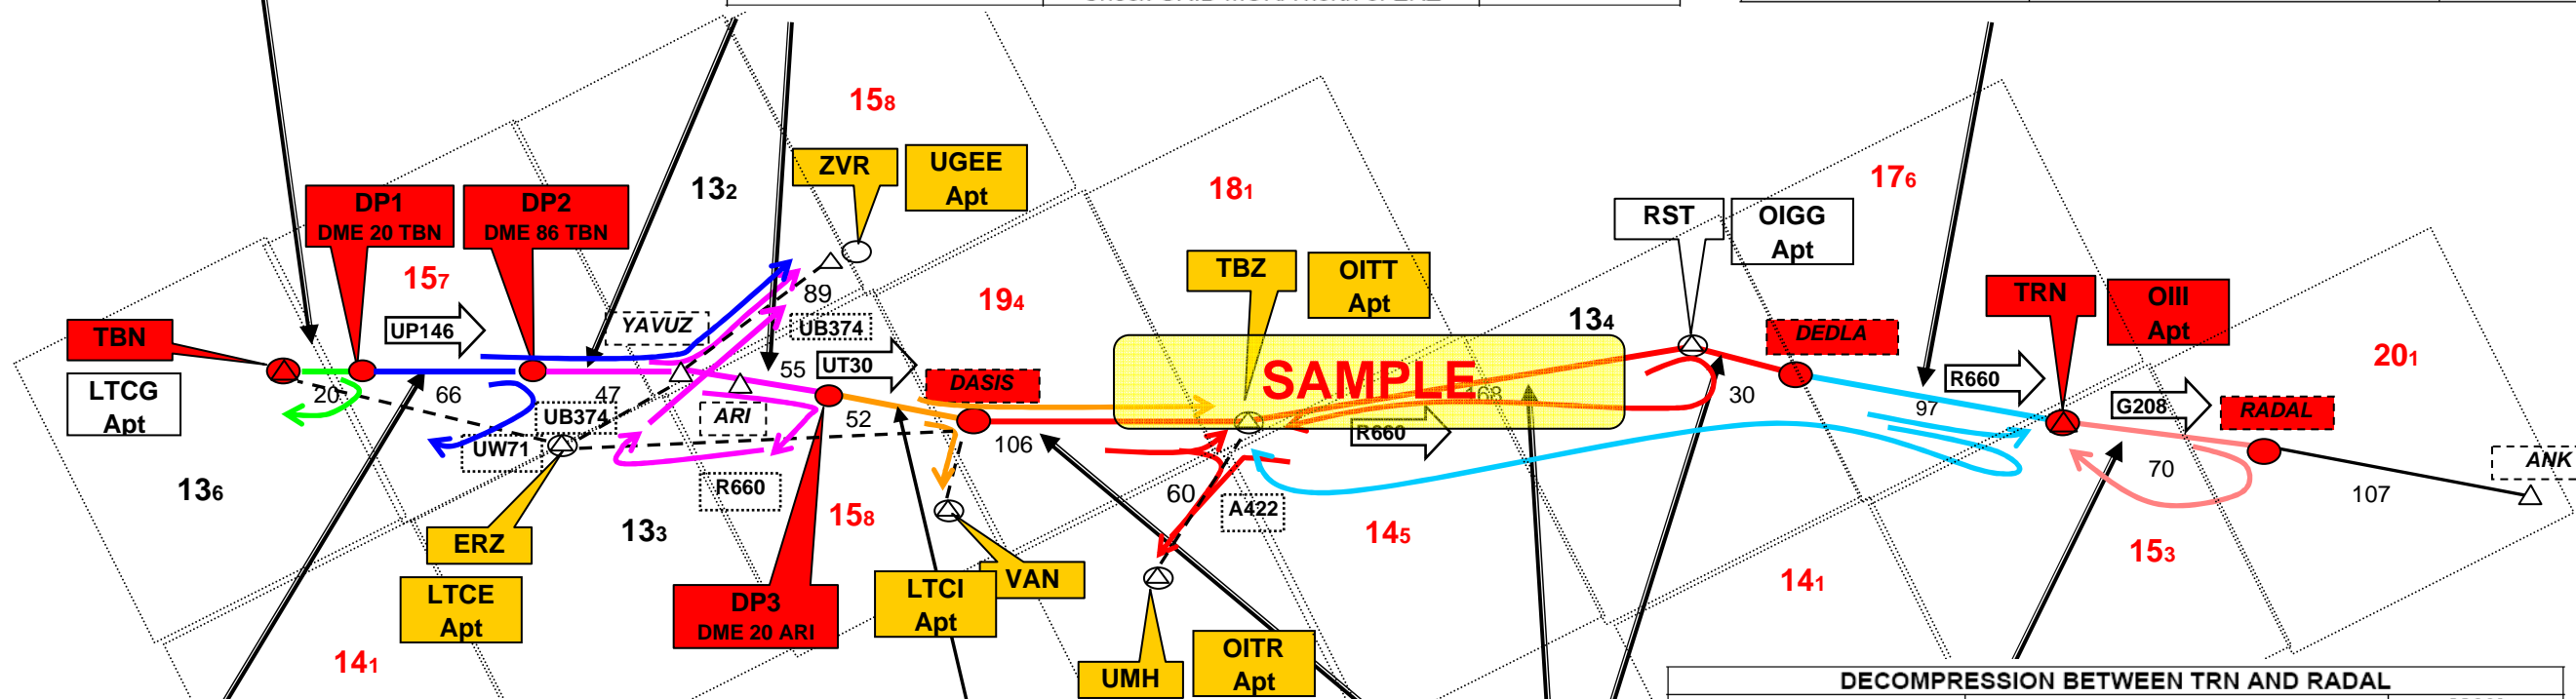 15₈
ZVR
UGEE
Apt
13₂
18₁
17₆
DP1
DME 20 TBN
DP2
DME 86 TBN
RST
OIGG
Apt
15₇
TBZ
OITT
Apt
TRN
OIII
Apt
89
19₄
13₄
TBN
UP146
YAVUZ
UB374
DEDLA
20₁
LTCG
Apt
20
66
47
55
UT30
DASIS
SAMPLE
168
30
R660
97
G208
RADAL
UB374
ARI
52
106
R660
UW71
ANK
13₆
R660
60
A422
70
107
13₃
15₈
14₅
15₃
ERZ
LTCE
Apt
DP3
DME 20 ARI
LTCI
Apt
VAN
14₁
14₁
UMH
OITR
Apt
DECOMPRESSION BETWEEN TRN AND RADAL